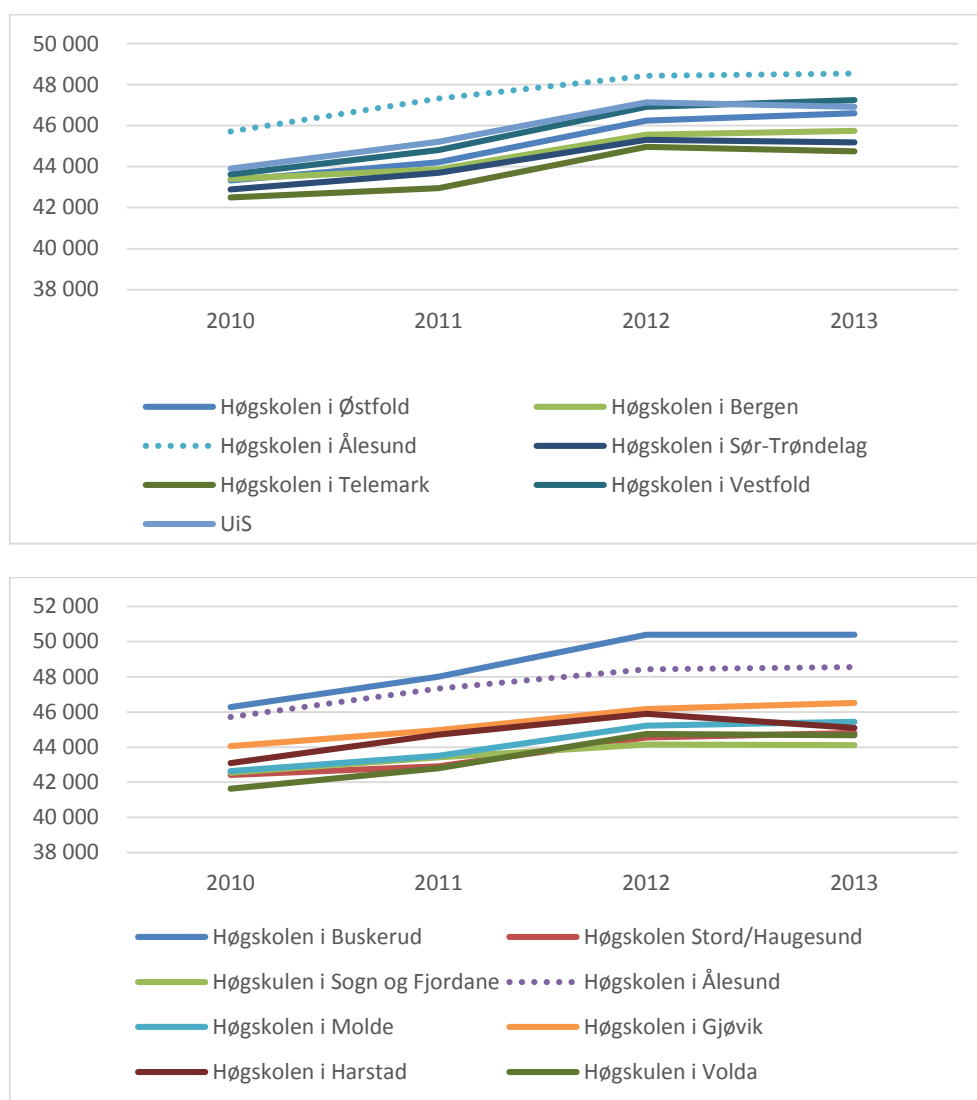 50 000
48 000
46 000
44 000
42 000
40 000
38 000
2010 2011 2012 2013
Høgskolen i Østfold Høgskolen i Bergen
Høgskolen i Ålesund Høgskolen i Sør-Trøndelag
Høgskolen i Telemark Høgskolen i Vestfold
UiS
52 000
50 000
48 000
46 000
44 000
42 000
40 000
38 000
2010 2011 2012 2013
Høgskolen i Buskerud Høgskolen Stord/Haugesund
Høgskulen i Sogn og Fjordane Høgskolen i Ålesund
Høgskolen i Molde Høgskolen i Gjøvik
Høgskolen i Harstad Høgskulen i Volda